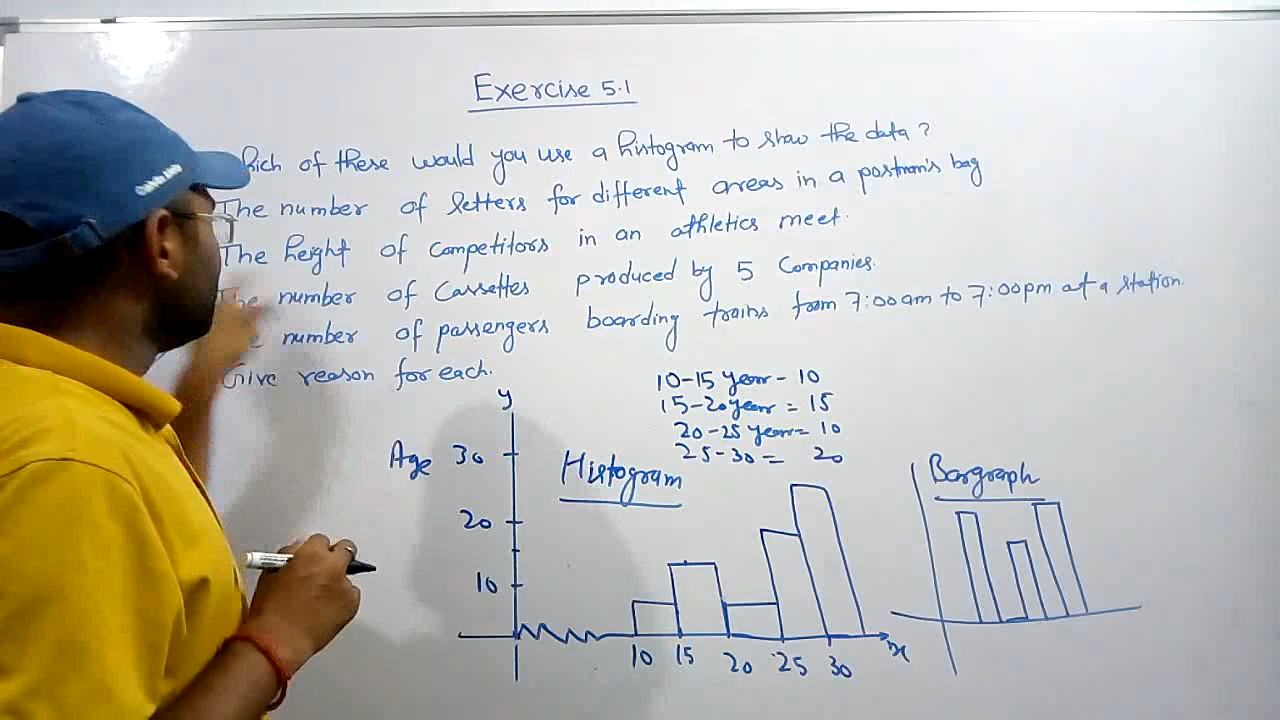 Exercise 5.1
hich of these would you use a histogram to show the data?
The number of letters for different areas in a postman's bag
The height of competitors in an athletics meet.
The number of Cassettes produced by 5 Companies.
number of passengers boarding trains from 7:00am to 7:00pm at a station.
Give reason for each.
10-15 year - 10
15-20 year = 15
20-25 year = 10
25-30 = 20
y
Age 30
20
10
Histogram
Bargraph
10 15 20 25 30 x